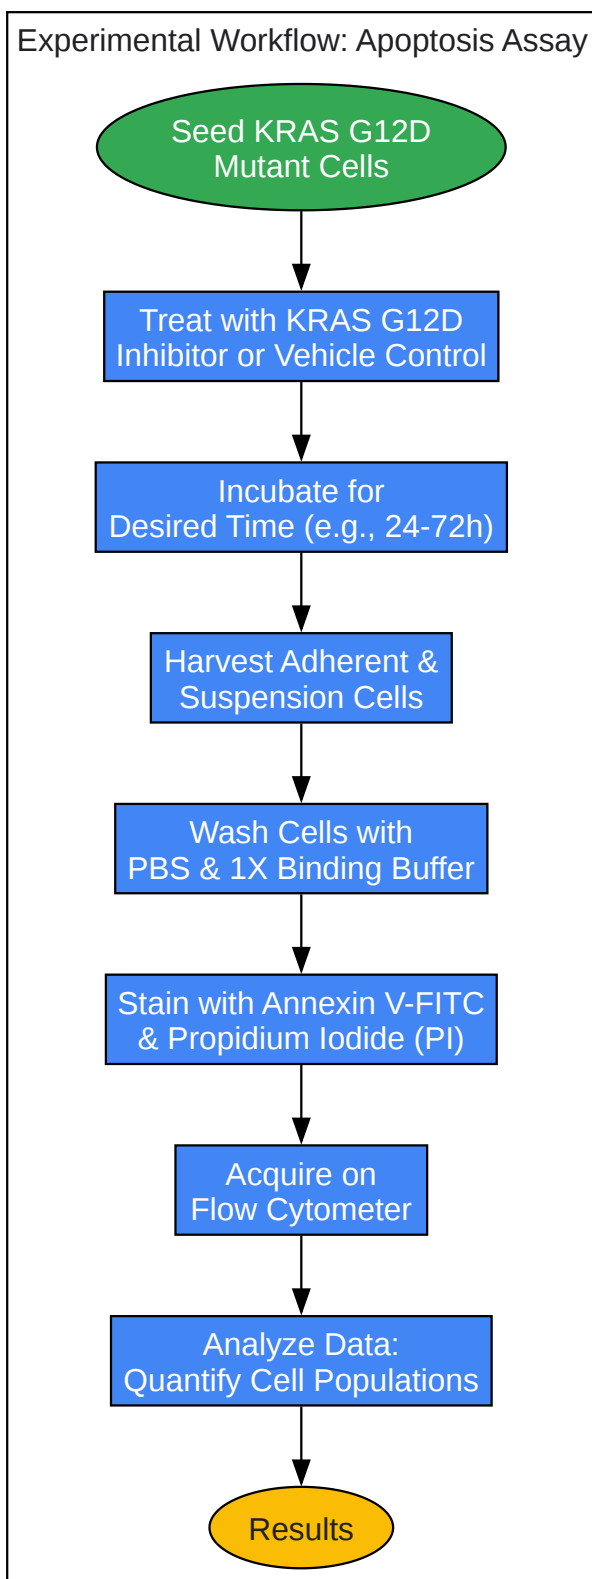 Experimental Workflow: Apoptosis Assay
Seed KRAS G12D
Mutant Cells
Treat with KRAS G12D
Inhibitor or Vehicle Control
Incubate for
Desired Time (e.g., 24-72h)
Harvest Adherent &
Suspension Cells
Wash Cells with
PBS & 1X Binding Buffer
Stain with Annexin V-FITC
& Propidium Iodide (PI)
Acquire on
Flow Cytometer
Analyze Data:
Quantify Cell Populations
Results